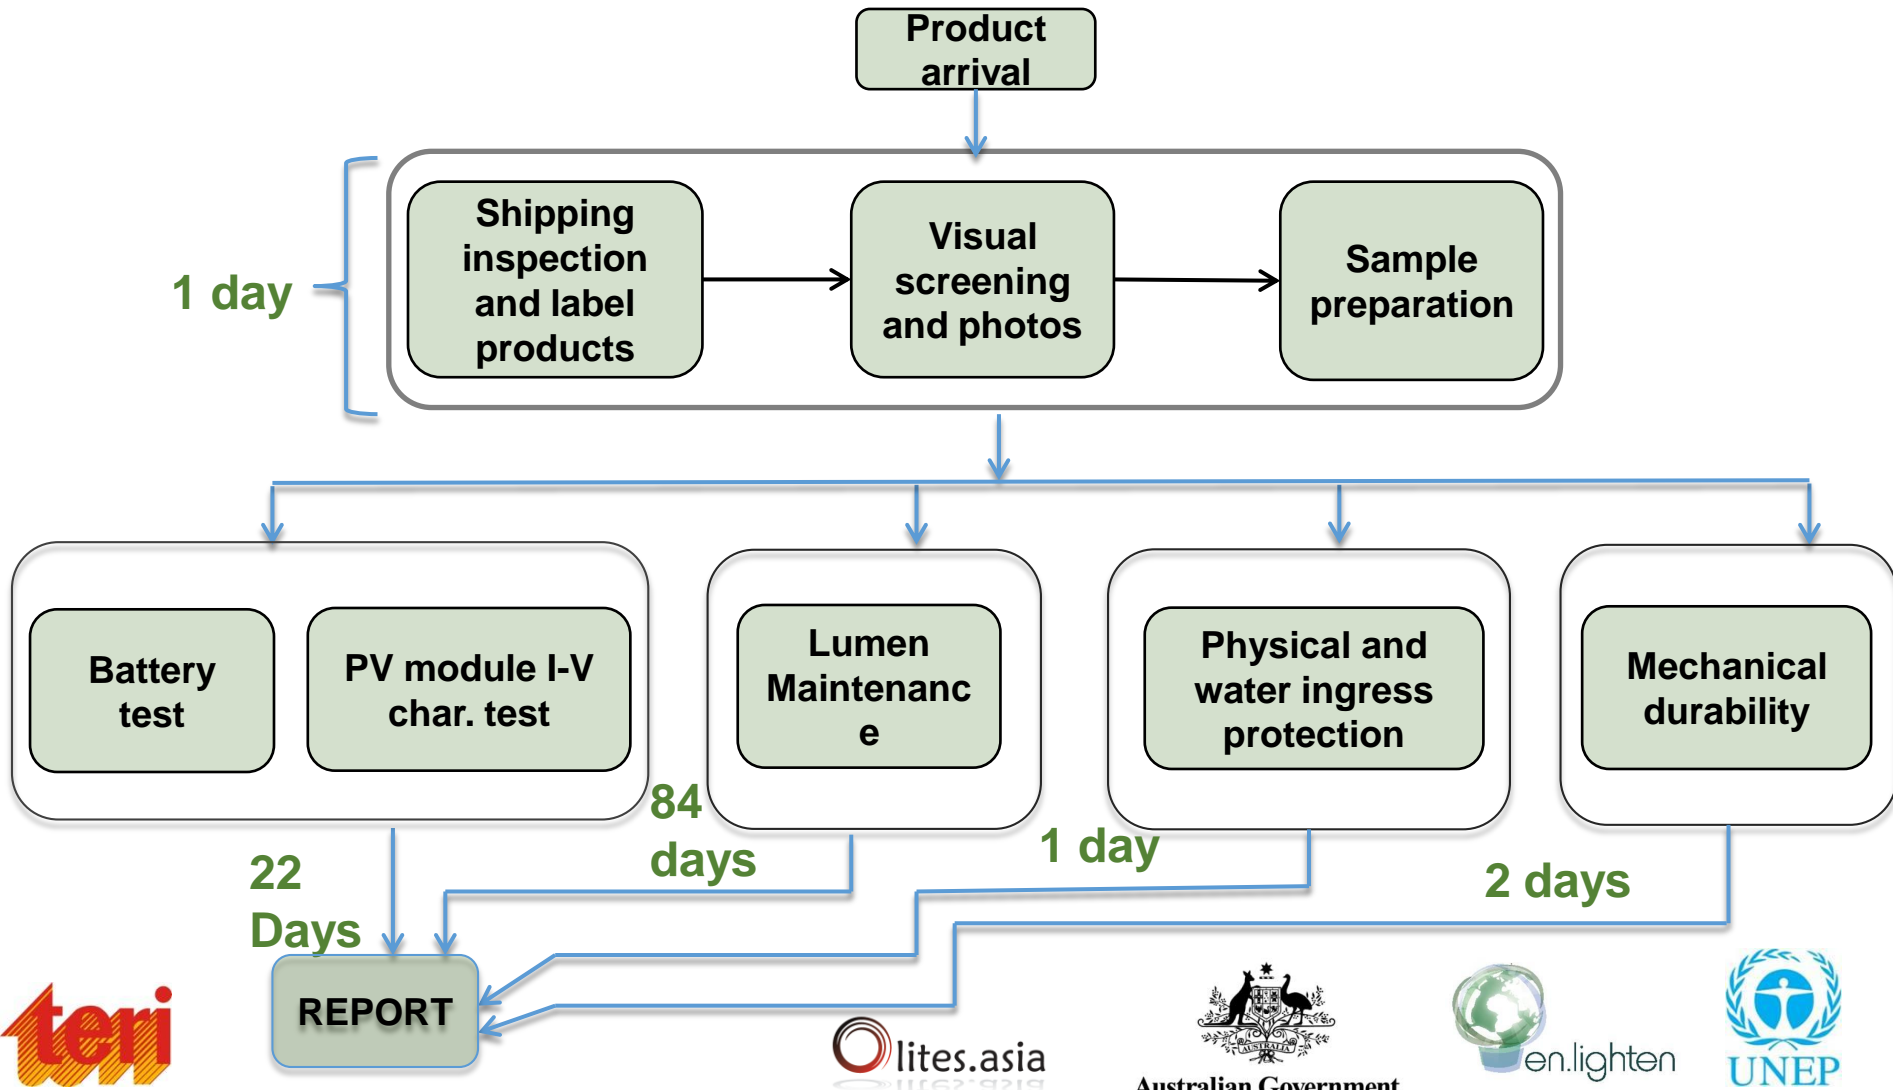 Product
arrival
1 day
Shipping
inspection
and label
products
Visual
screening
and photos
Sample
preparation
Battery
test
PV module I-V
char. test
Lumen
Maintenanc
e
Physical and
water ingress
protection
Mechanical
durability
22
Days
84
days
1 day
2 days
REPORT
teri
lites.asia
AUSTRALIA
Australian Government
en.lighten
UNEP